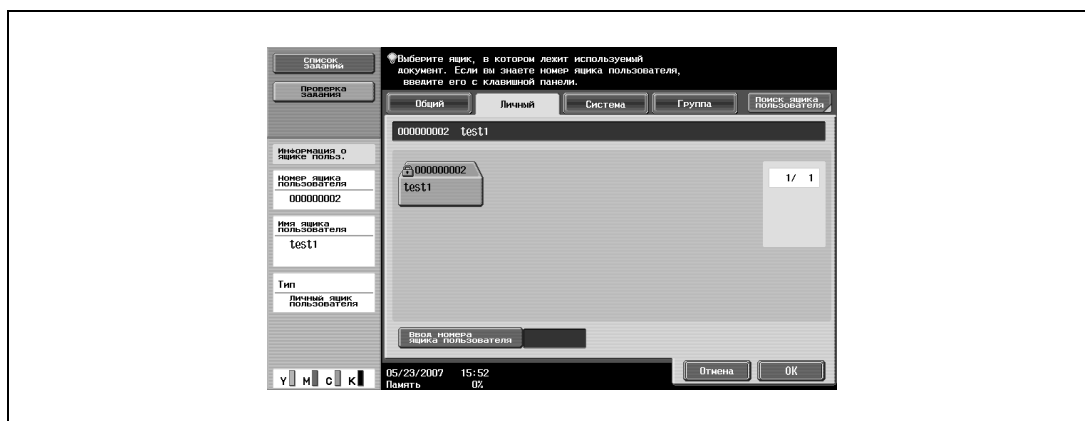 Список
задания
Проверка
задания
Выберите ящик, в котором лежит используемый
документ. Если вы знаете номер ящика пользователя,
введите его с клавишной панели.
Общий
Личный
Система
Группа
Поиск ящика
пользователя
000000002 test1
Информация о
ящике польз.
Номер ящика
пользователя
000000002
Имя ящика
пользователя
test1
Тип
Личный ящик
пользователя
000000002
test1
1/ 1
Ввод номера
ящика пользователя
Y M C K
05/23/2007 15:52
Память 0%
Отмена
OK